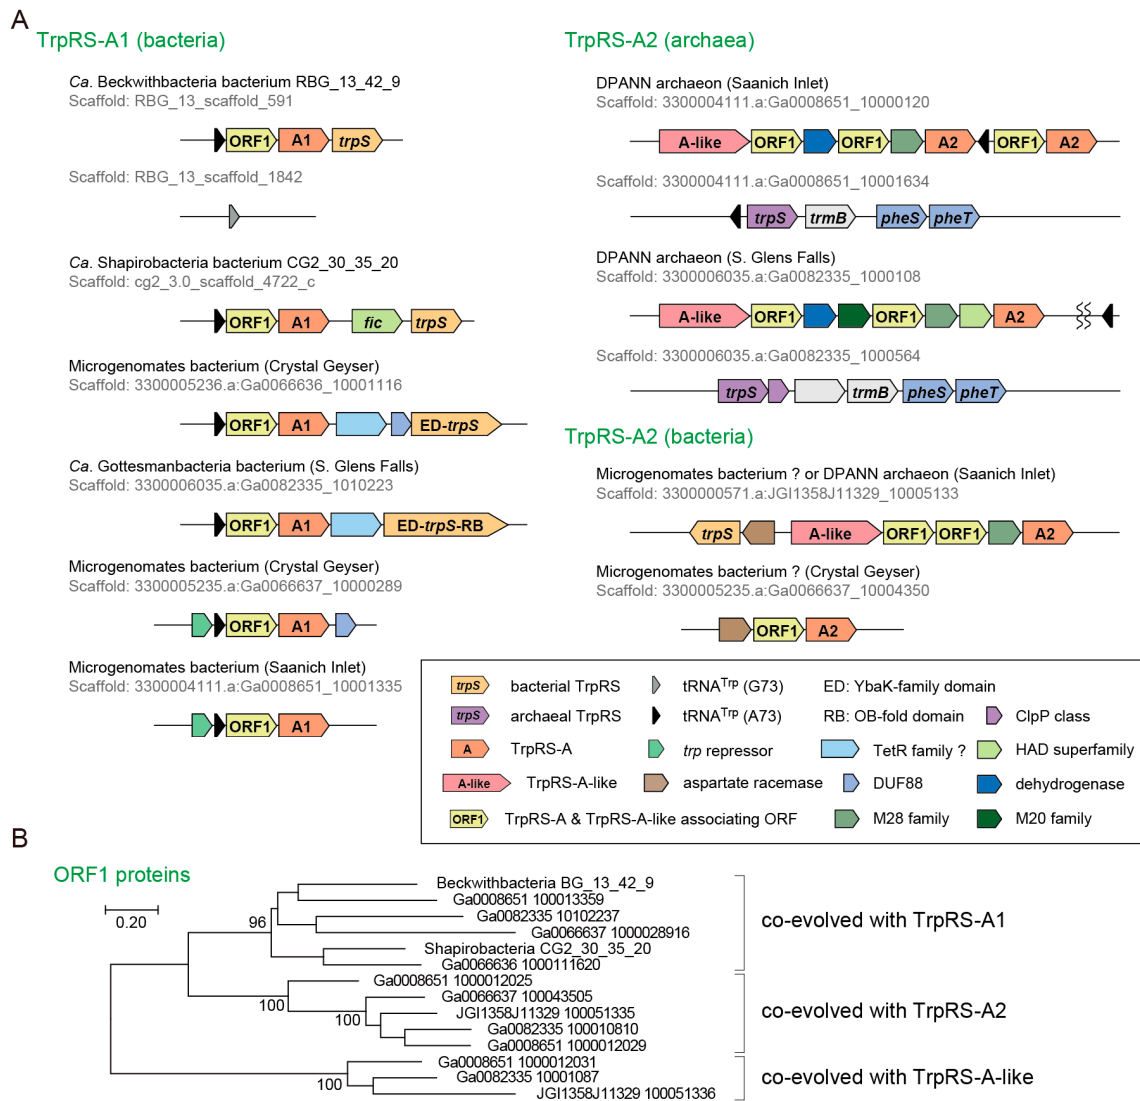 A
TrpRS-A1 (bacteria)
Ca. Beckwithbacteria bacterium RBG_13_42_9
Scaffold: RBG_13_scaffold_591
ORF1 A1 trpS
Scaffold: RBG_13_scaffold_1842
Ca. Shapirobacteria bacterium CG2_30_35_20
Scaffold: cg2_3.0_scaffold_4722_c
ORF1 A1 fic trpS
Microgenomates bacterium (Crystal Geyser)
Scaffold: 3300005236.a:Ga0066636_10001116
ORF1 A1 ED-trpS
Ca. Gottesmanbacteria bacterium (S. Glens Falls)
Scaffold: 3300006035.a:Ga0082335_1010223
ORF1 A1 ED-trpS-RB
Microgenomates bacterium (Crystal Geyser)
Scaffold: 3300005235.a:Ga0066637_10000289
ORF1 A1
Microgenomates bacterium (Saanich Inlet)
Scaffold: 3300004111.a:Ga0008651_10001335
ORF1 A1
TrpRS-A2 (archaea)
DPANN archaeon (Saanich Inlet)
Scaffold: 3300004111.a:Ga0008651_10000120
A-like ORF1 ORF1 A2 ORF1 A2
Scaffold: 3300004111.a:Ga0008651_10001634
trpS trmB pheS pheT
DPANN archaeon (S. Glens Falls)
Scaffold: 3300006035.a:Ga0082335_1000108
A-like ORF1 ORF1 A2
Scaffold: 3300006035.a:Ga0082335_1000564
trpS trmB pheS pheT
TrpRS-A2 (bacteria)
Microgenomates bacterium ? or DPANN archaeon (Saanich Inlet)
Scaffold: 3300000571.a:JGI1358J11329_10005133
trpS A-like ORF1 ORF1 A2
Microgenomates bacterium ? (Crystal Geyser)
Scaffold: 3300005235.a:Ga0066637_10004350
ORF1 A2
trpS bacterial TrpRS tRNATrp (G73) ED: YbaK-family domain
trpS archaeal TrpRS tRNATrp (A73) RB: OB-fold domain ClpP class
A TrpRS-A trp repressor TetR family ? HAD superfamily
A-like TrpRS-A-like aspartate racemase DUF88 dehydrogenase
ORF1 TrpRS-A & TrpRS-A-like associating ORF M28 family M20 family
B
ORF1 proteins
0.20
96
100
100
100
Beckwithbacteria BG_13_42_9
Ga0008651 100013359
Ga0082335 10102237
Ga0066637 1000028916
Shapirobacteria CG2_30_35_20
Ga0066636 1000111620
co-evolved with TrpRS-A1
Ga0008651 1000012025
Ga0066637 100043505
JGI1358J11329 100051335
Ga0082335 100010810
Ga0008651 1000012029
co-evolved with TrpRS-A2
Ga0008651 1000012031
Ga0082335 10001087
JGI1358J11329 100051336
co-evolved with TrpRS-A-like